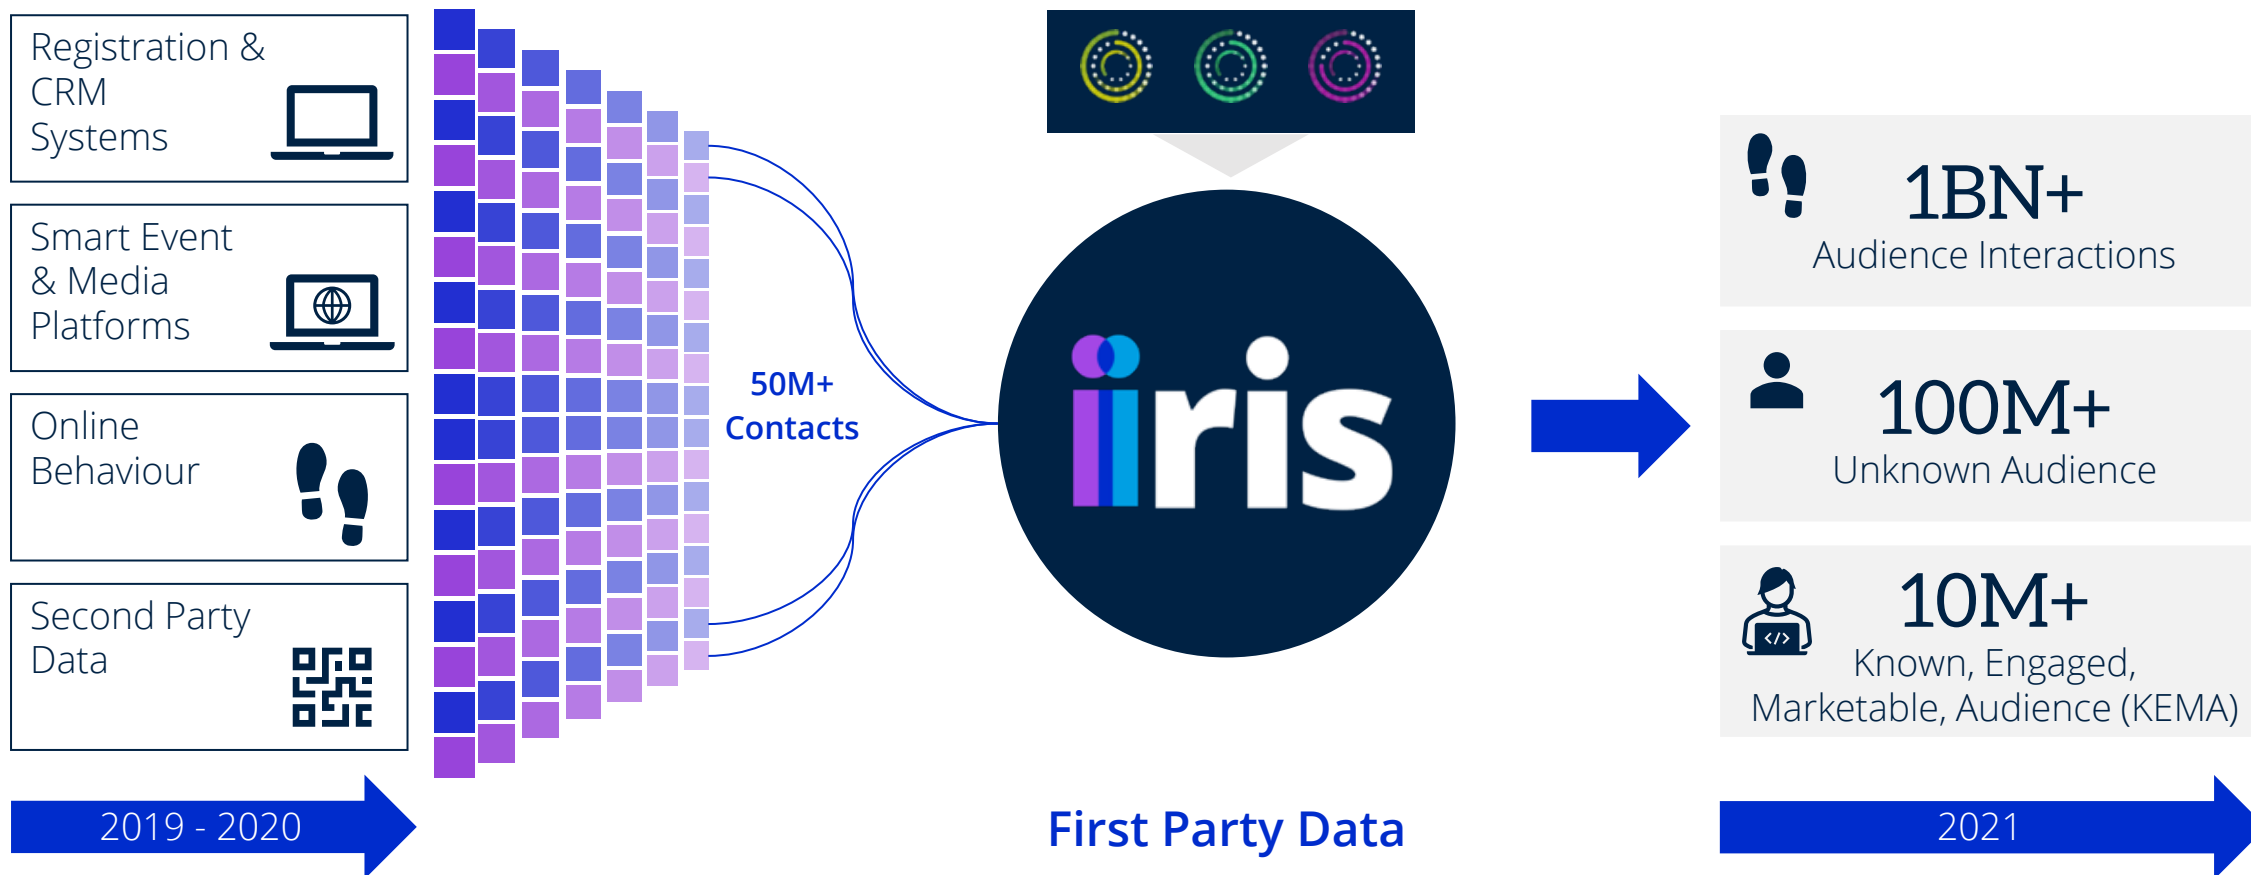 Registration &
CRM
Systems
Smart Event
& Media
Platforms
Online
Behaviour
Second Party
Data
2019 - 2020
50M+
Contacts
iiris
First Party Data
1BN+
Audience Interactions
100M+
Unknown Audience
</>
10M+
Known, Engaged,
Marketable, Audience (KEMA)
2021